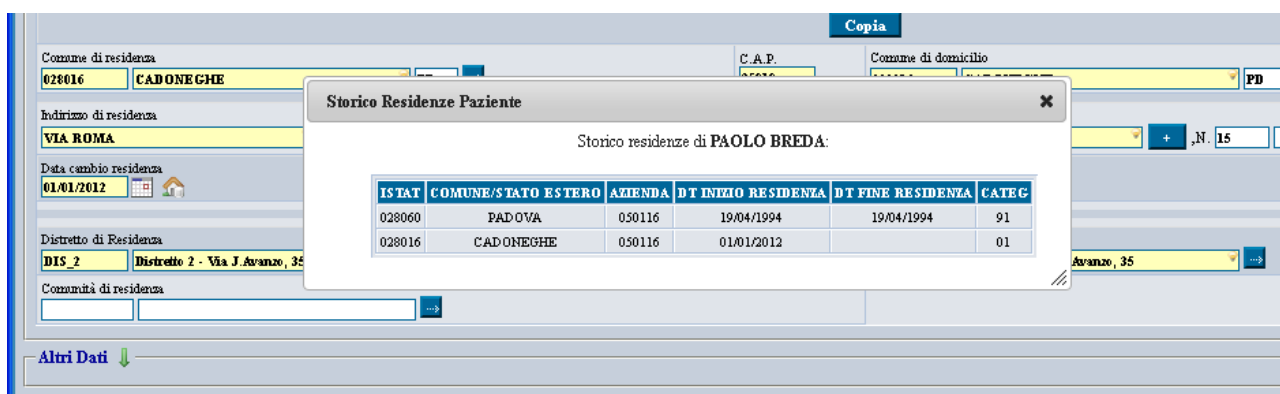 Copia
Comune di residenza
C.A.P.
Comune di domicilio
028016 CADONEGHE
PD
Storico Residenze Paziente
Indirizzo di residenza
VIA ROMA
+ ,N. 15
Storico residenze di PAOLO BREDA:
Data cambio residenza
01/01/2012
ISTAT COMUNE/STATO ESTERO AZIENDA DT INIZIO RESIDENZA DT FINE RESIDENZA CATEG
028060 PADOVA 050116 19/04/1994 19/04/1994 91
028016 CADONEGHE 050116 01/01/2012 01
Distretto di Residenza
DIS_2 Distretto 2 - Via J.Avanzo, 35
Avanzo, 35
Comunità di residenza
Altri Dati